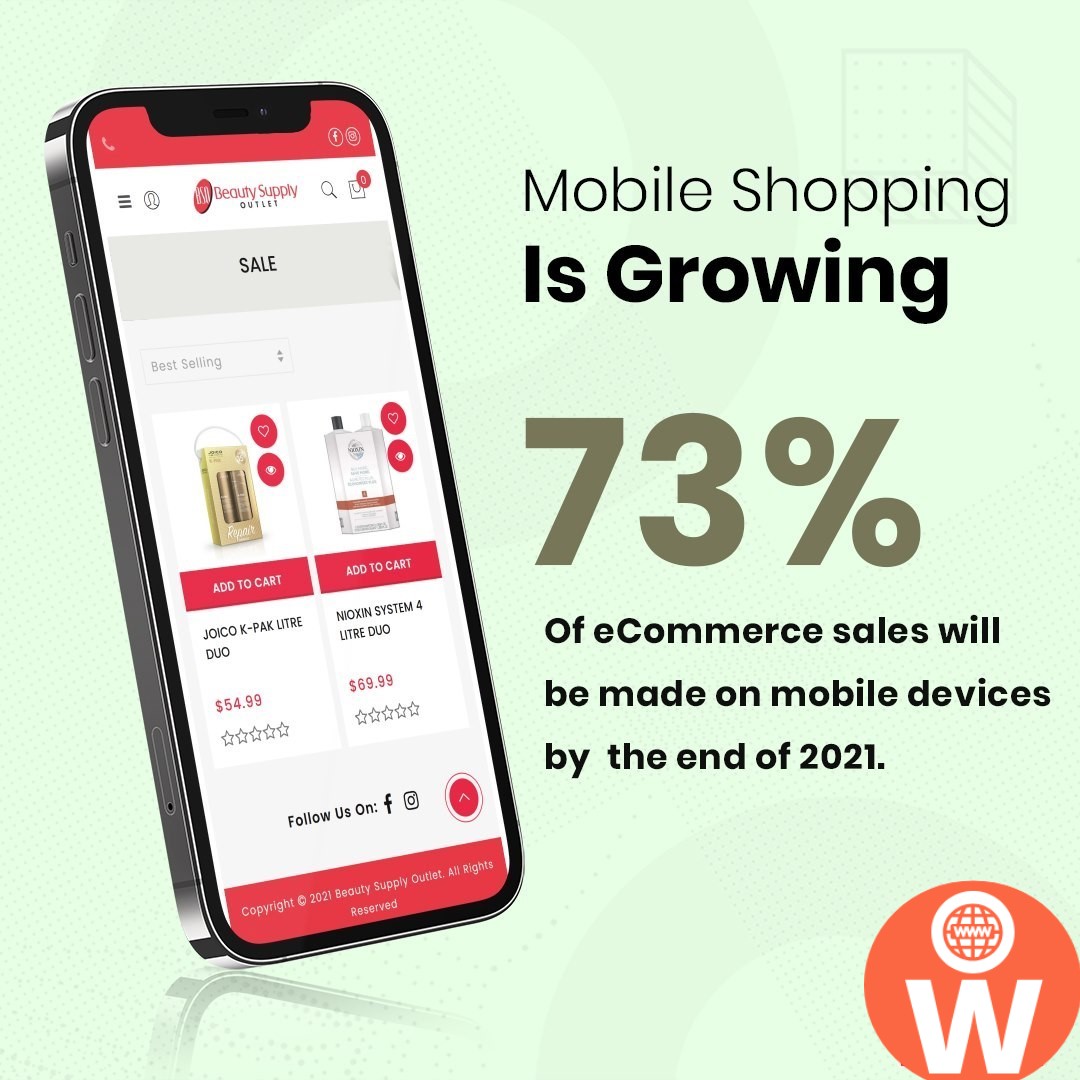 Mobile Shopping
Is Growing
73%
Of eCommerce sales will
be made on mobile devices
by the end of 2021.
0
Beauty Supply
OUTLET
SALE
Best Selling
JOICO
Repair
NIOXIN
ADD TO CART
ADD TO CART
JOICO K-PAK LITRE
DUO
NIOXIN SYSTEM 4
LITRE DUO
$54.99
$69.99
Follow Us On:
Copyright © 2021 Beauty Supply Outlet. All Rights
Reserved
WWW
W